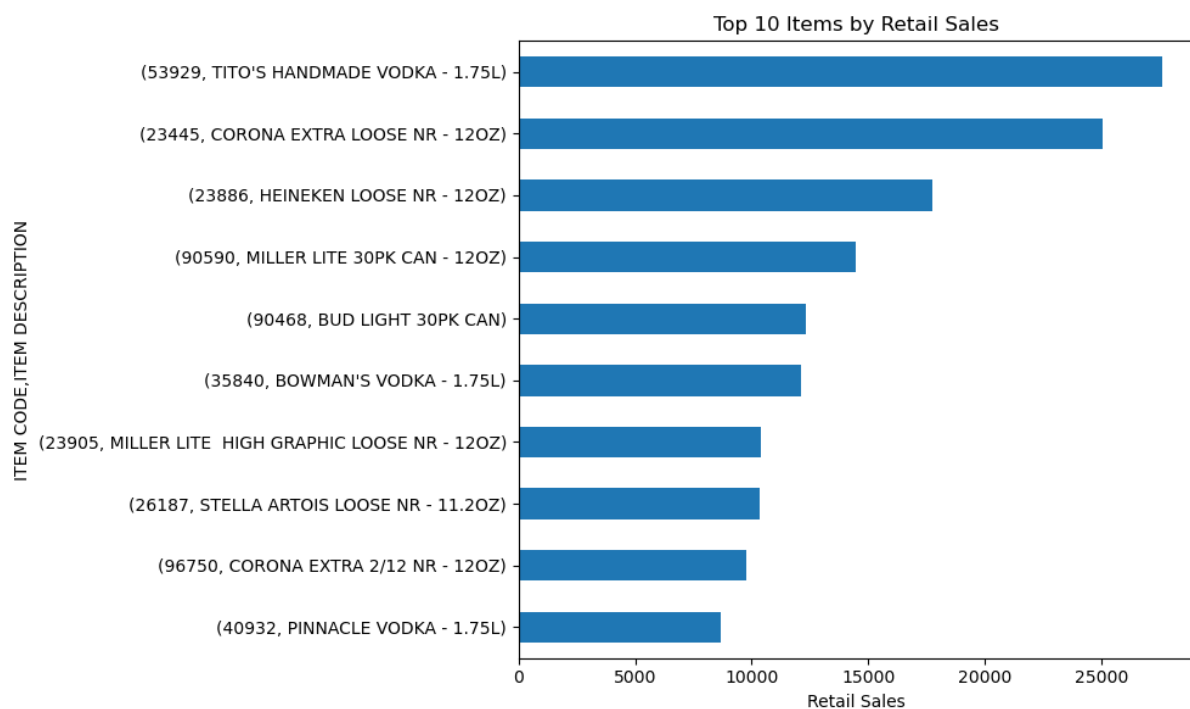 Top 10 Items by Retail Sales
(53929, TITO'S HANDMADE VODKA - 1.75L)
(23445, CORONA EXTRA LOOSE NR - 12OZ)
(23886, HEINEKEN LOOSE NR - 12OZ)
(90590, MILLER LITE 30PK CAN - 12OZ)
(90468, BUD LIGHT 30PK CAN)
(35840, BOWMAN'S VODKA - 1.75L)
(23905, MILLER LITE  HIGH GRAPHIC LOOSE NR - 12OZ)
(26187, STELLA ARTOIS LOOSE NR - 11.2OZ)
(96750, CORONA EXTRA 2/12 NR - 12OZ)
(40932, PINNACLE VODKA - 1.75L)
ITEM CODE,ITEM DESCRIPTION
0 5000 10000 15000 20000 25000
Retail Sales